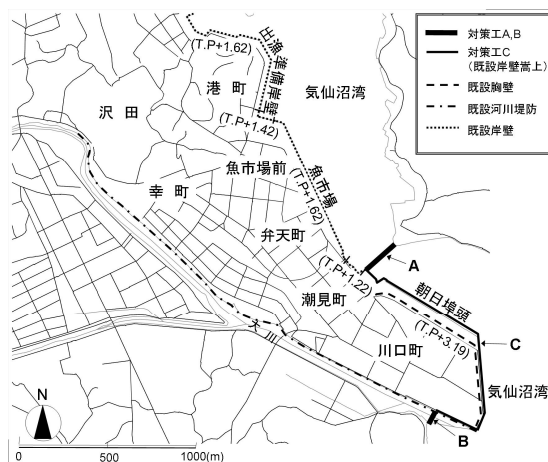 対策工A,B
対策工C
(既設岸壁嵩上)
既設胸壁
既設河川堤防
既設岸壁
(T.P+1.62)
出漁準備岸壁
港町
気仙沼湾
沢田
(T.P+1.42)
魚市場前
魚市場
幸町
(T.P+1.62)
弁天町
A
(T.P+1.22)
朝日埠頭
潮見町
(T.P+3.19)
大川
川口町
C
気仙沼湾
N
B
0 500 1000(m)